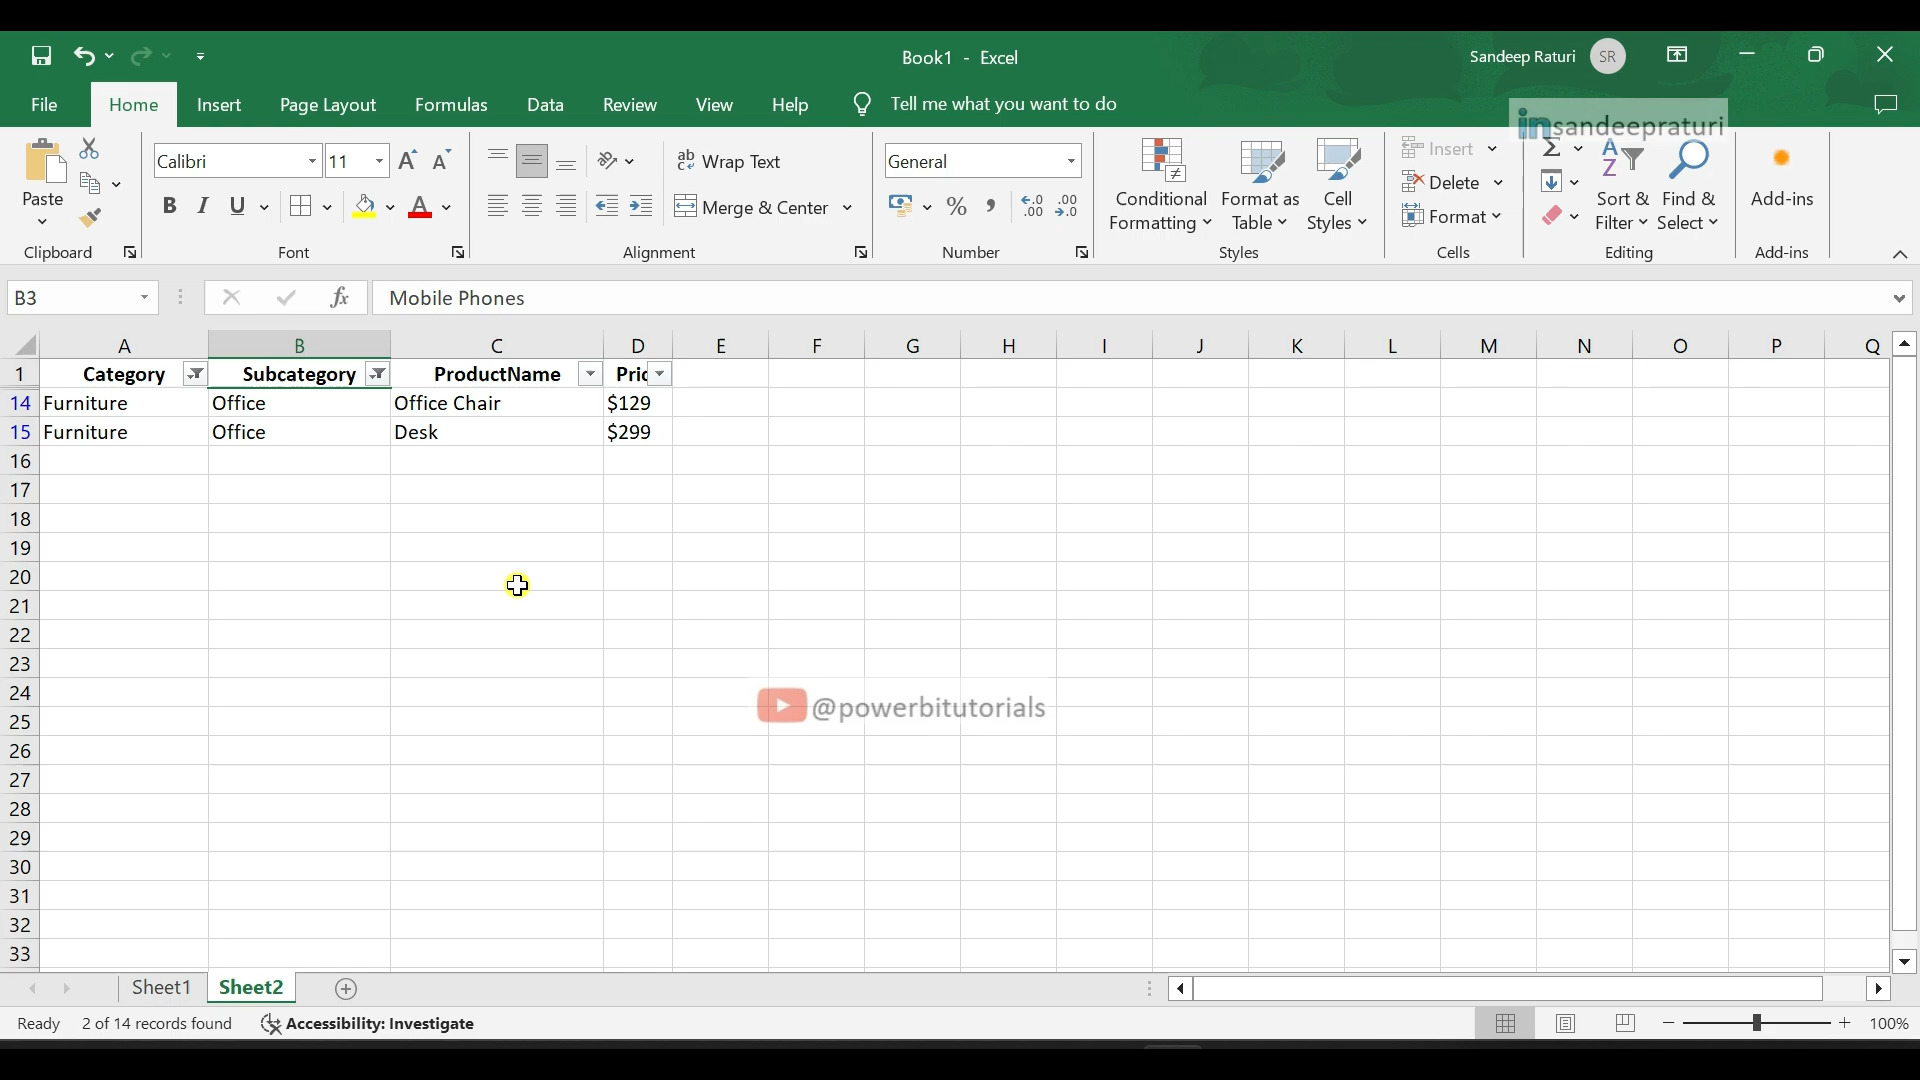 Book1 - Excel
Sandeep Raturi SR
File Home Insert Page Layout Formulas Data Review View Help Tell me what you want to do
insandeepraturi
Paste
Clipboard
Calibri 11
B I U A
Font
ab Wrap Text
Merge & Center
Alignment
General
% , .00 .0
Number
Conditional Formatting
Format as Table
Cell Styles
Styles
Insert
Delete
Format
Cells
Sort & Filter
Find & Select
Editing
Add-ins
Add-ins
B3 fx Mobile Phones
A B C D E F G H I J K L M N O P Q
1 Category Subcategory ProductName Pric
14 Furniture Office Office Chair $129
15 Furniture Office Desk $299
16
17
18
19
20
21
22
23
24
25
@powerbitutorials
26
27
28
29
30
31
32
33
Sheet1 Sheet2
Ready 2 of 14 records found Accessibility: Investigate 100%